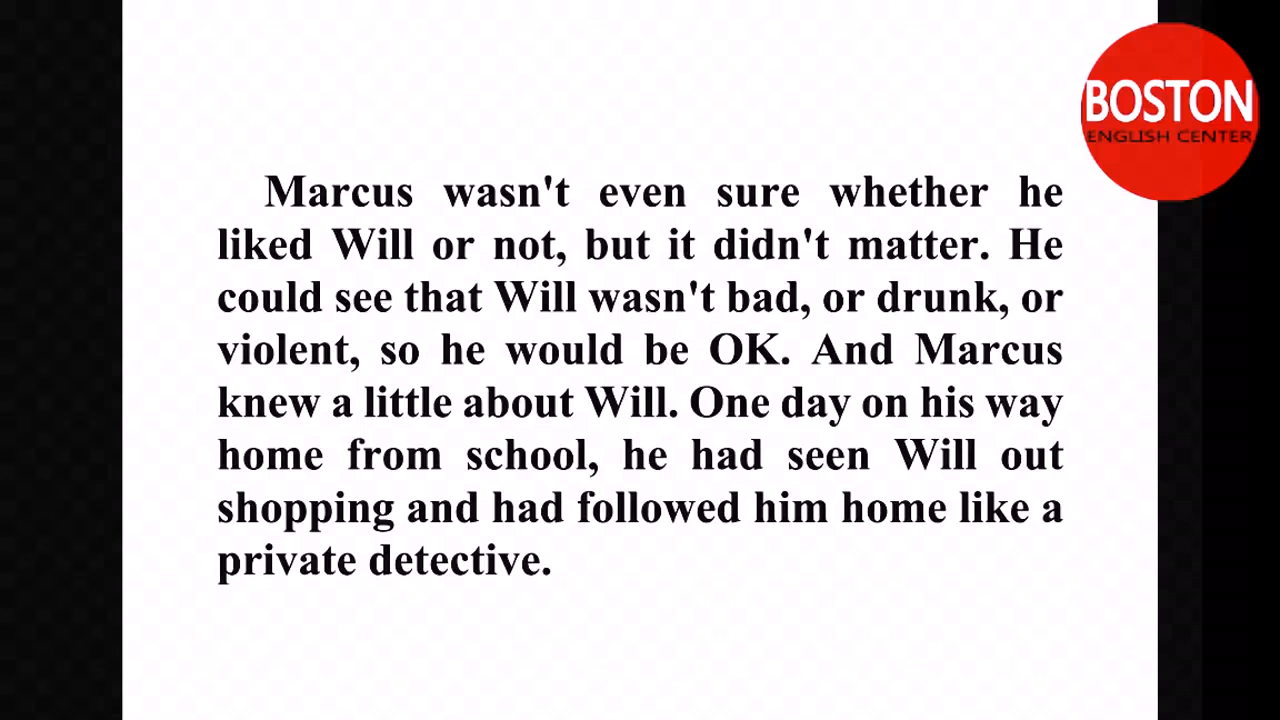 BOSTON
ENGLISH CENTER
Marcus wasn't even sure whether he
liked Will or not, but it didn't matter. He
could see that Will wasn't bad, or drunk, or
violent, so he would be OK. And Marcus
knew a little about Will. One day on his way
home from school, he had seen Will out
shopping and had followed him home like a
private detective.